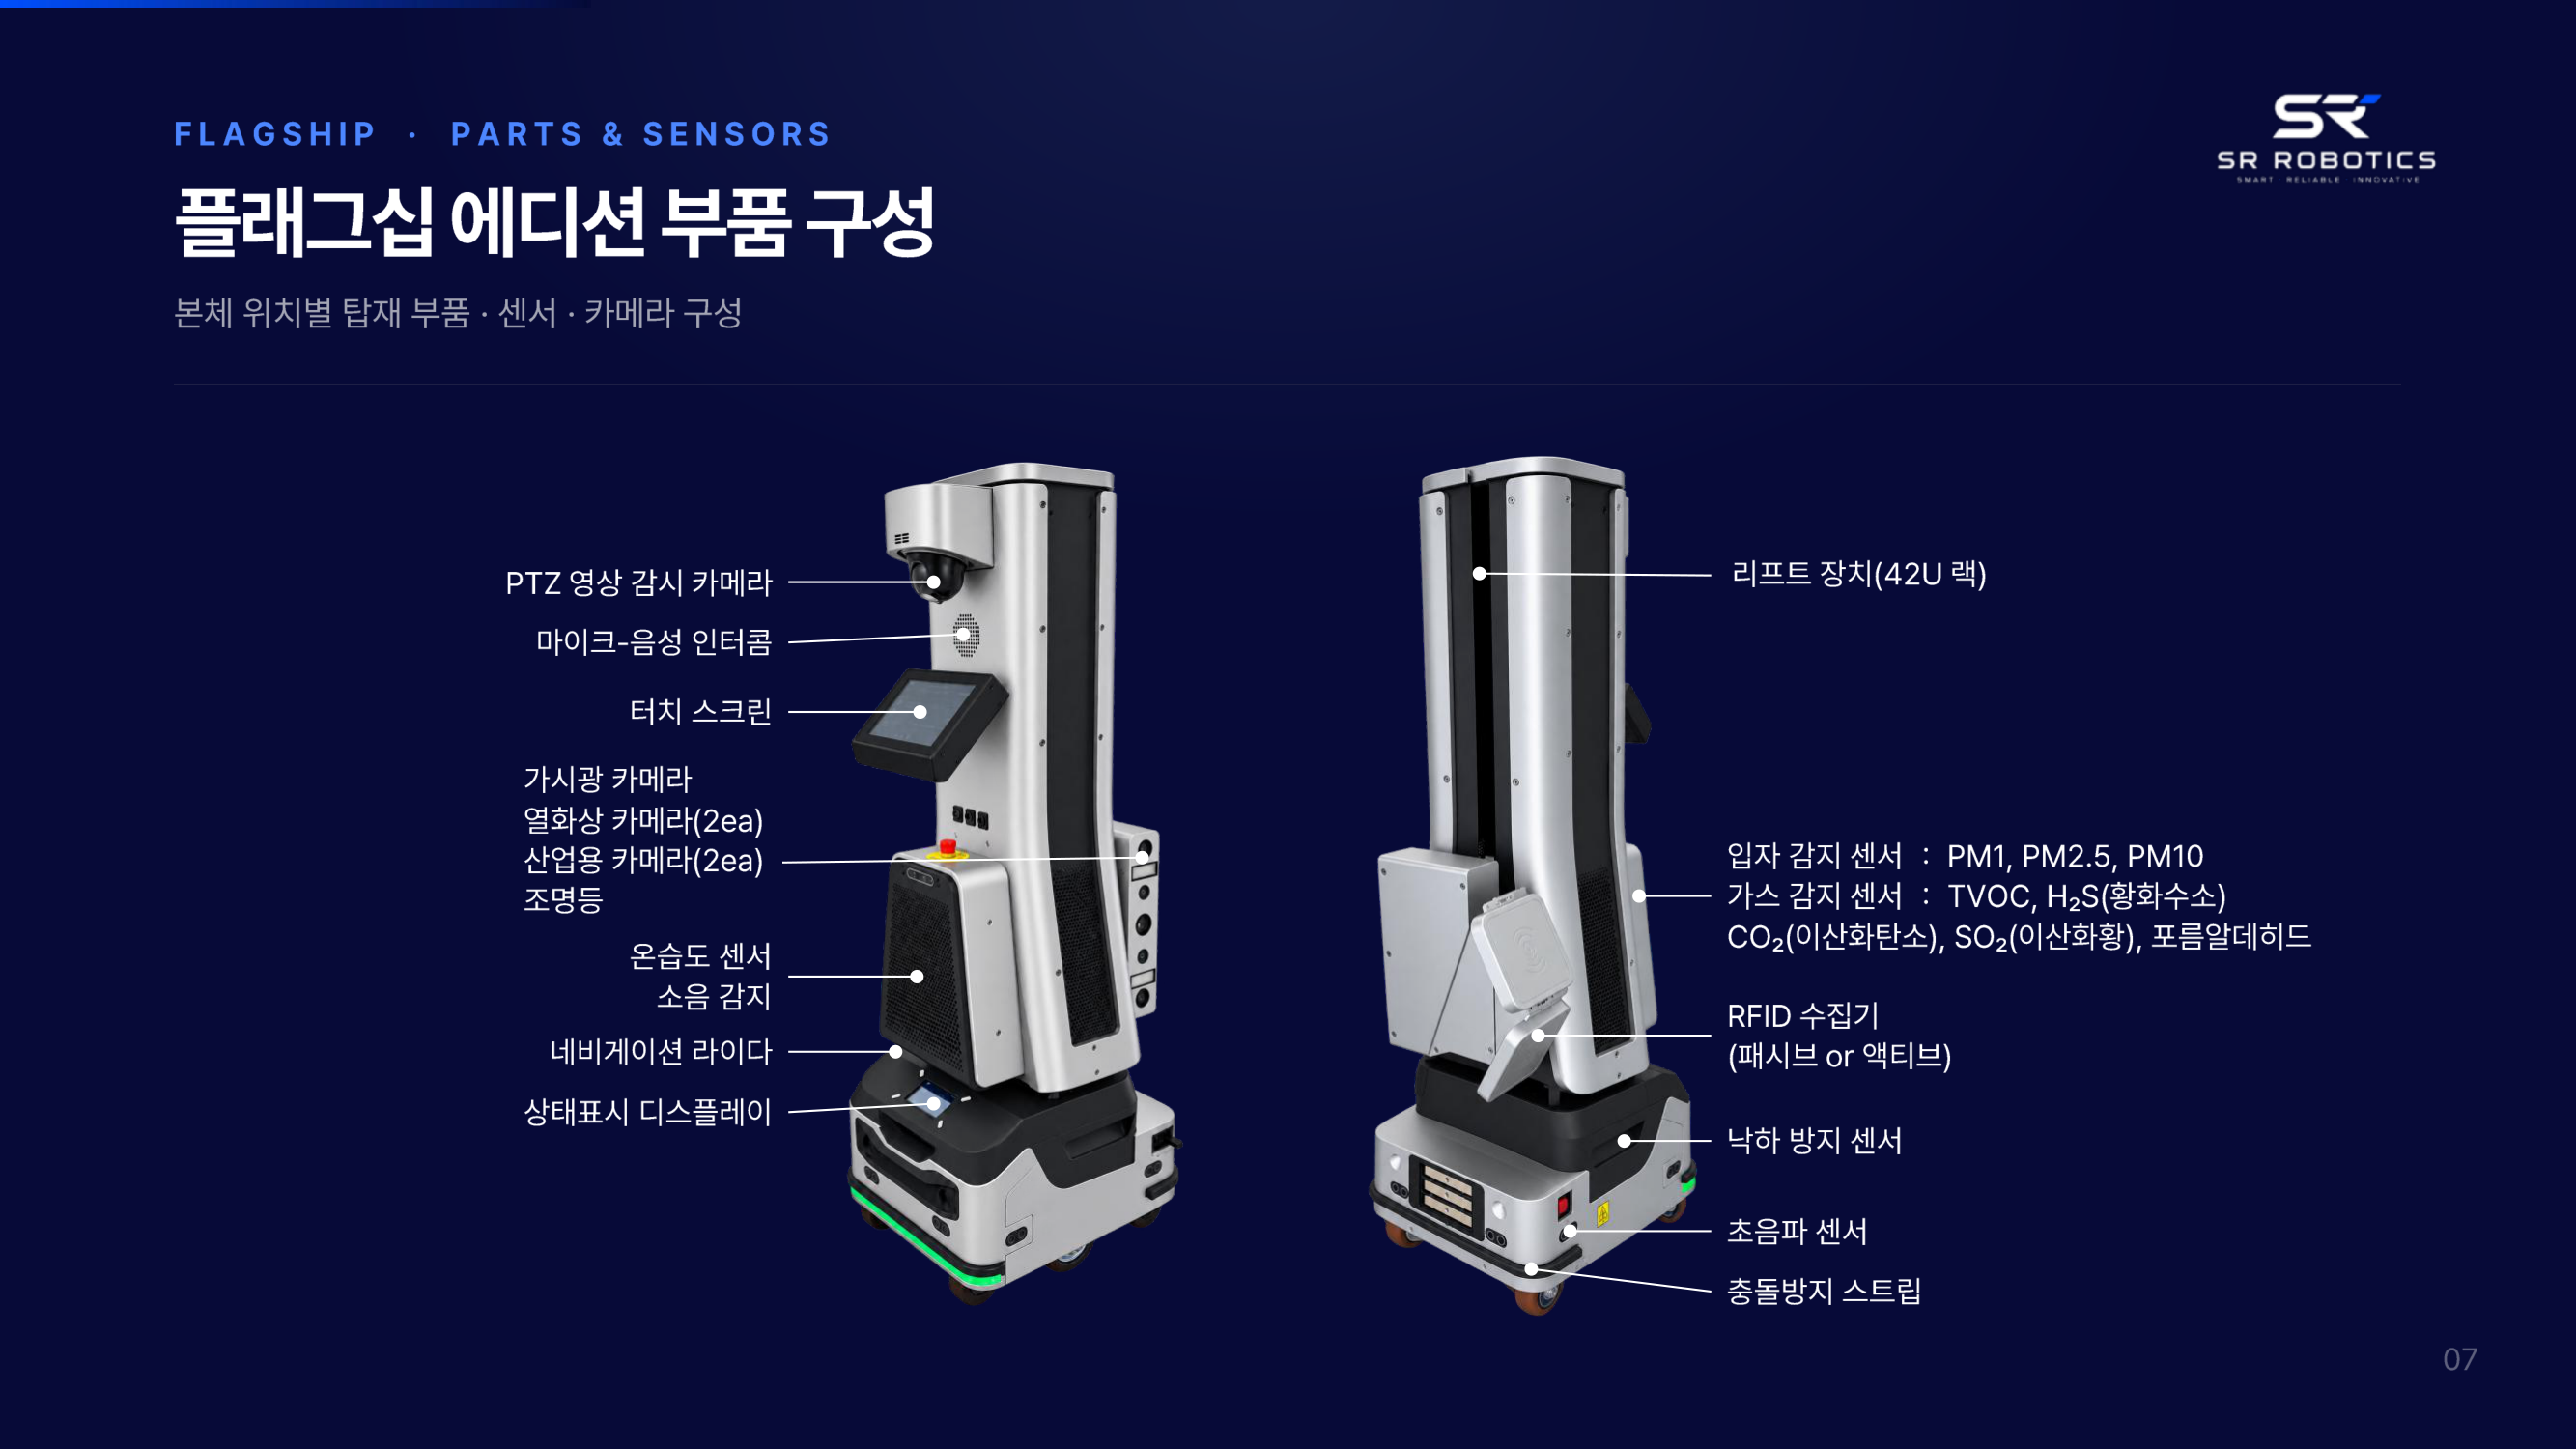 FLAGSHIP · PARTS & SENSORS
플래그십 에디션 부품 구성
본체 위치별 탑재 부품 · 센서 · 카메라 구성
SR
SR ROBOTICS
SMART RELIABLE INNOVATIVE
PTZ 영상 감시 카메라
마이크-음성 인터콤
터치 스크린
가시광 카메라
열화상 카메라(2ea)
산업용 카메라(2ea)
조명등
온습도 센서
소음 감지
네비게이션 라이다
상태표시 디스플레이
리프트 장치(42U 랙)
입자 감지 센서 : PM1, PM2.5, PM10
가스 감지 센서 : TVOC, H₂S(황화수소)
CO₂(이산화탄소), SO₂(이산화황), 포름알데히드
RFID 수집기
(패시브 or 액티브)
낙하 방지 센서
초음파 센서
충돌방지 스트립
07